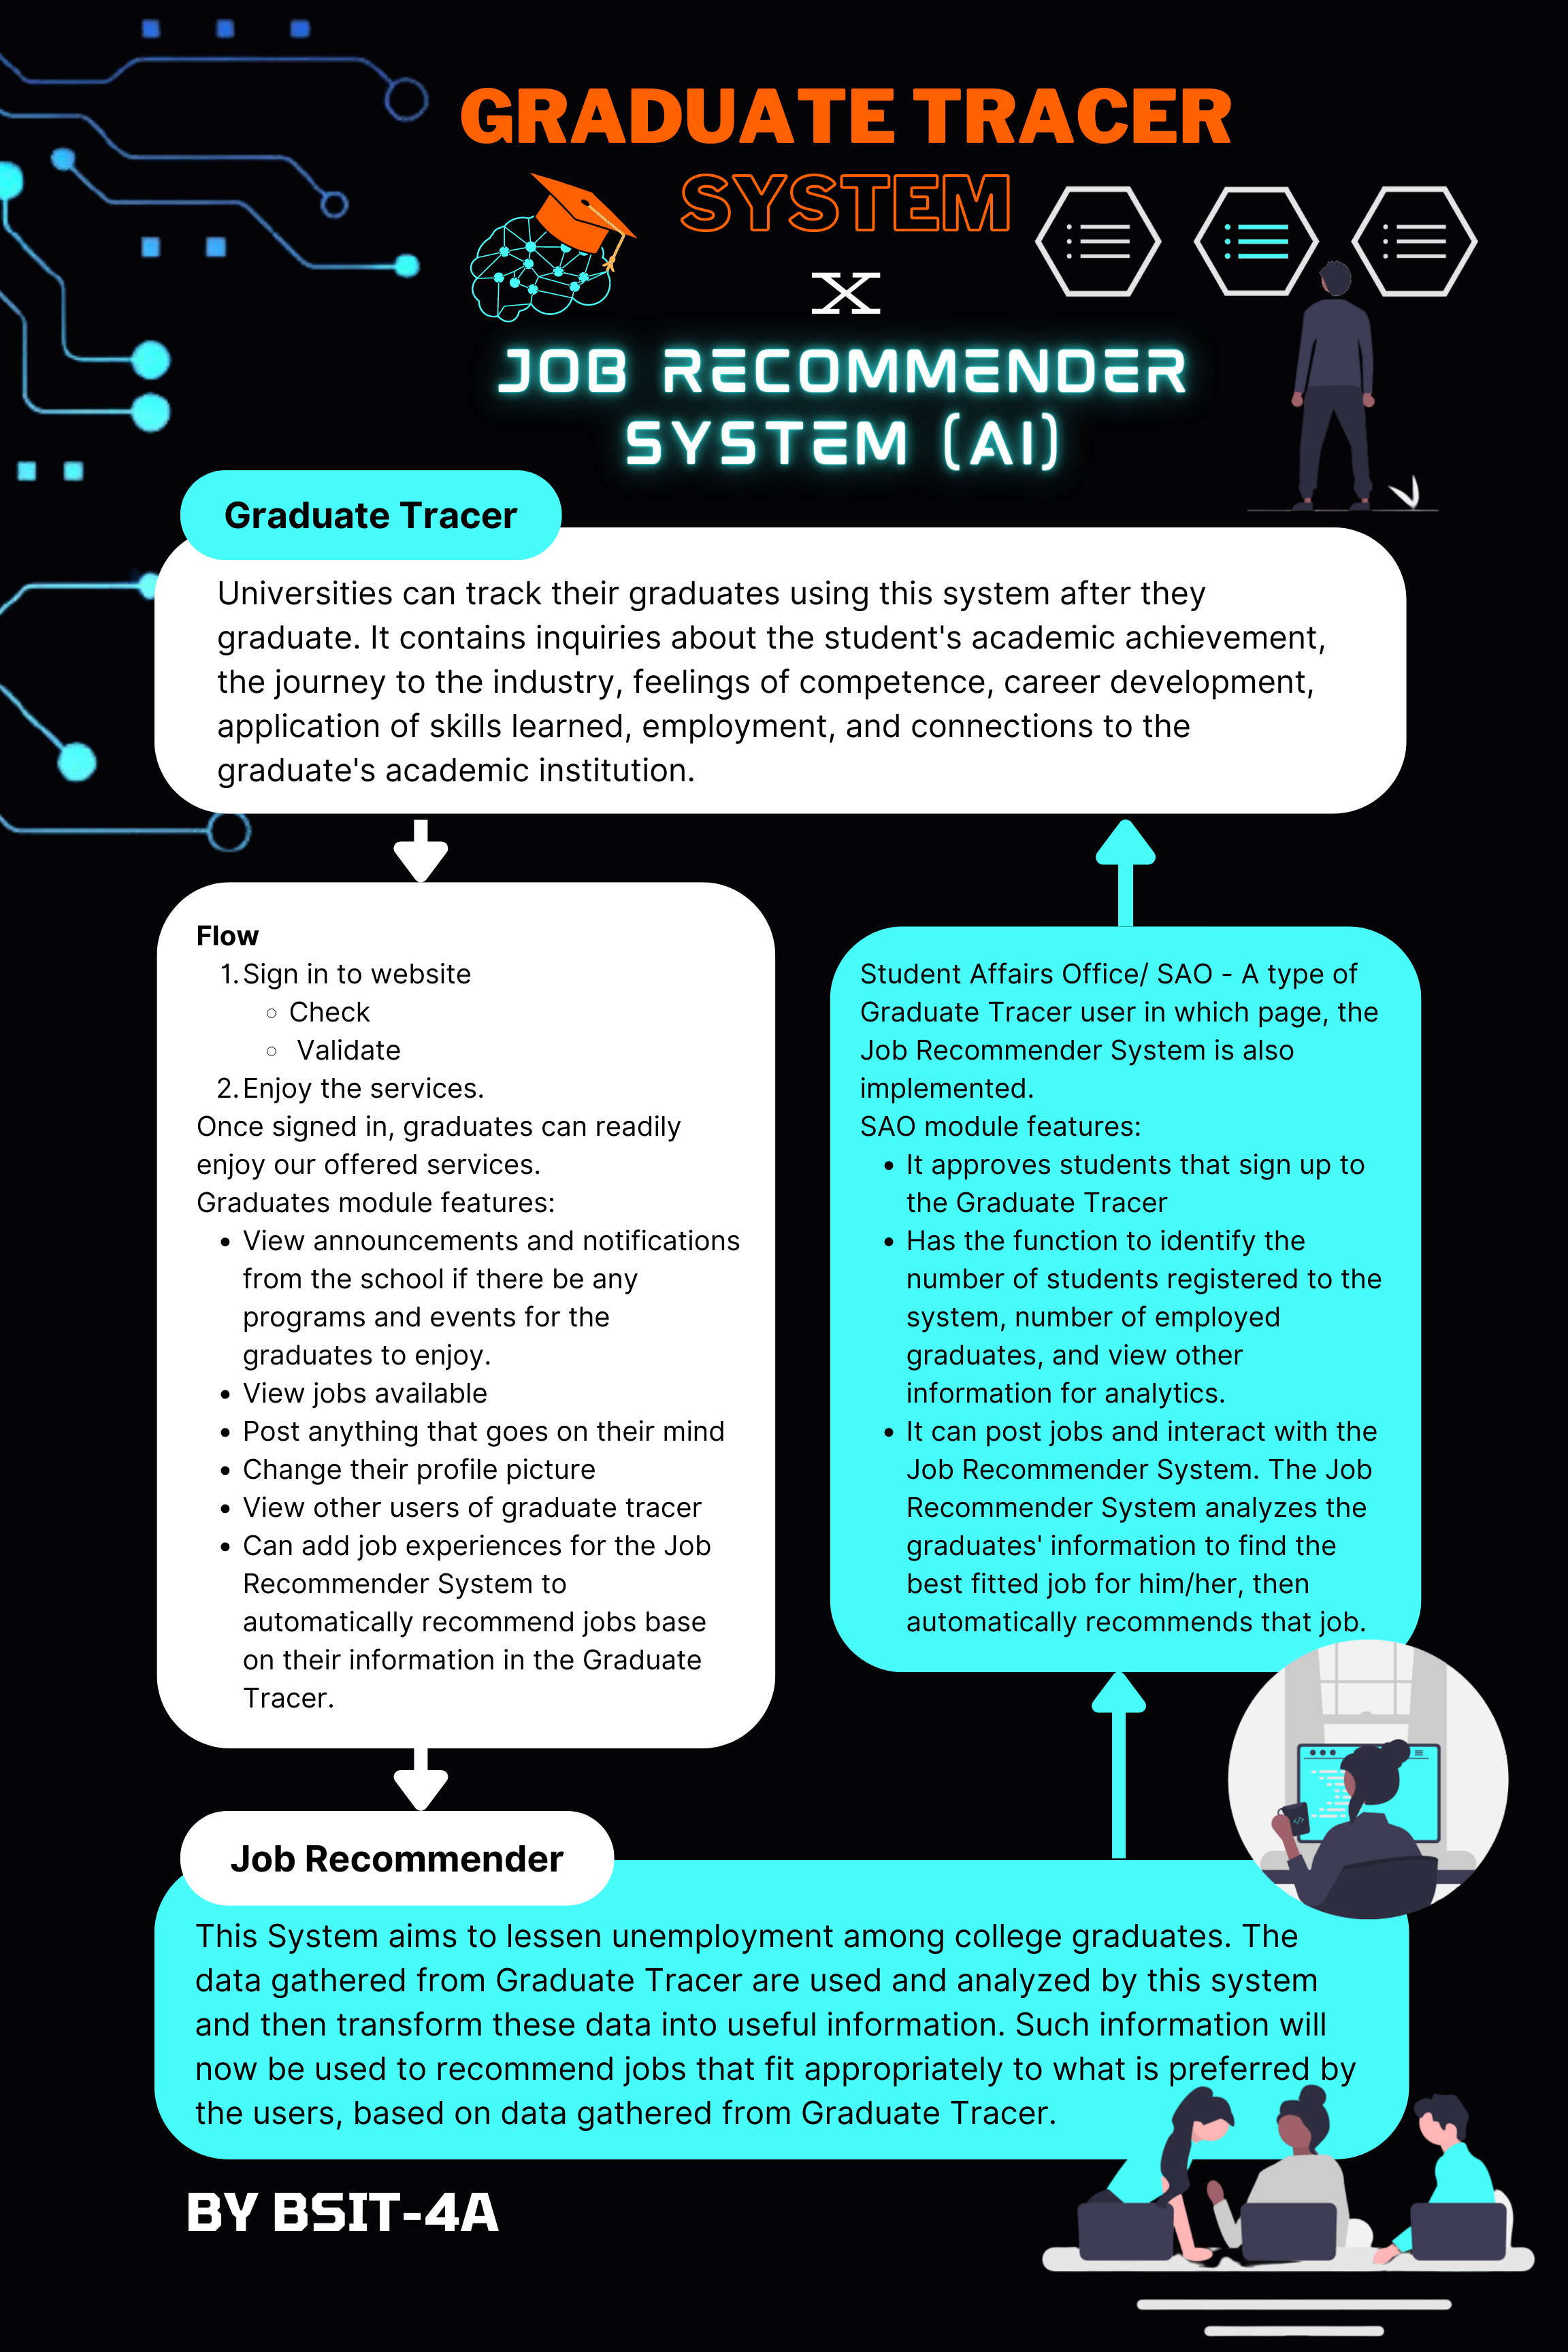 GRADUATE TRACER
SYSTEM
X
JOB RECOMMENDER
SYSTEM (AI)
Graduate Tracer
Universities can track their graduates using this system after they
graduate. It contains inquiries about the student's academic achievement,
the journey to the industry, feelings of competence, career development,
application of skills learned, employment, and connections to the
graduate's academic institution.
Flow
1. Sign in to website
○ Check
○ Validate
2. Enjoy the services.
Once signed in, graduates can readily
enjoy our offered services.
Graduates module features:
• View announcements and notifications
from the school if there be any
programs and events for the
graduates to enjoy.
• View jobs available
• Post anything that goes on their mind
• Change their profile picture
• View other users of graduate tracer
• Can add job experiences for the Job
Recommender System to
automatically recommend jobs base
on their information in the Graduate
Tracer.
Student Affairs Office/ SAO - A type of
Graduate Tracer user in which page, the
Job Recommender System is also
implemented.
SAO module features:
• It approves students that sign up to
the Graduate Tracer
• Has the function to identify the
number of students registered to the
system, number of employed
graduates, and view other
information for analytics.
• It can post jobs and interact with the
Job Recommender System. The Job
Recommender System analyzes the
graduates' information to find the
best fitted job for him/her, then
automatically recommends that job.
Job Recommender
This System aims to lessen unemployment among college graduates. The
data gathered from Graduate Tracer are used and analyzed by this system
and then transform these data into useful information. Such information will
now be used to recommend jobs that fit appropriately to what is preferred by
the users, based on data gathered from Graduate Tracer.
BY BSIT-4A